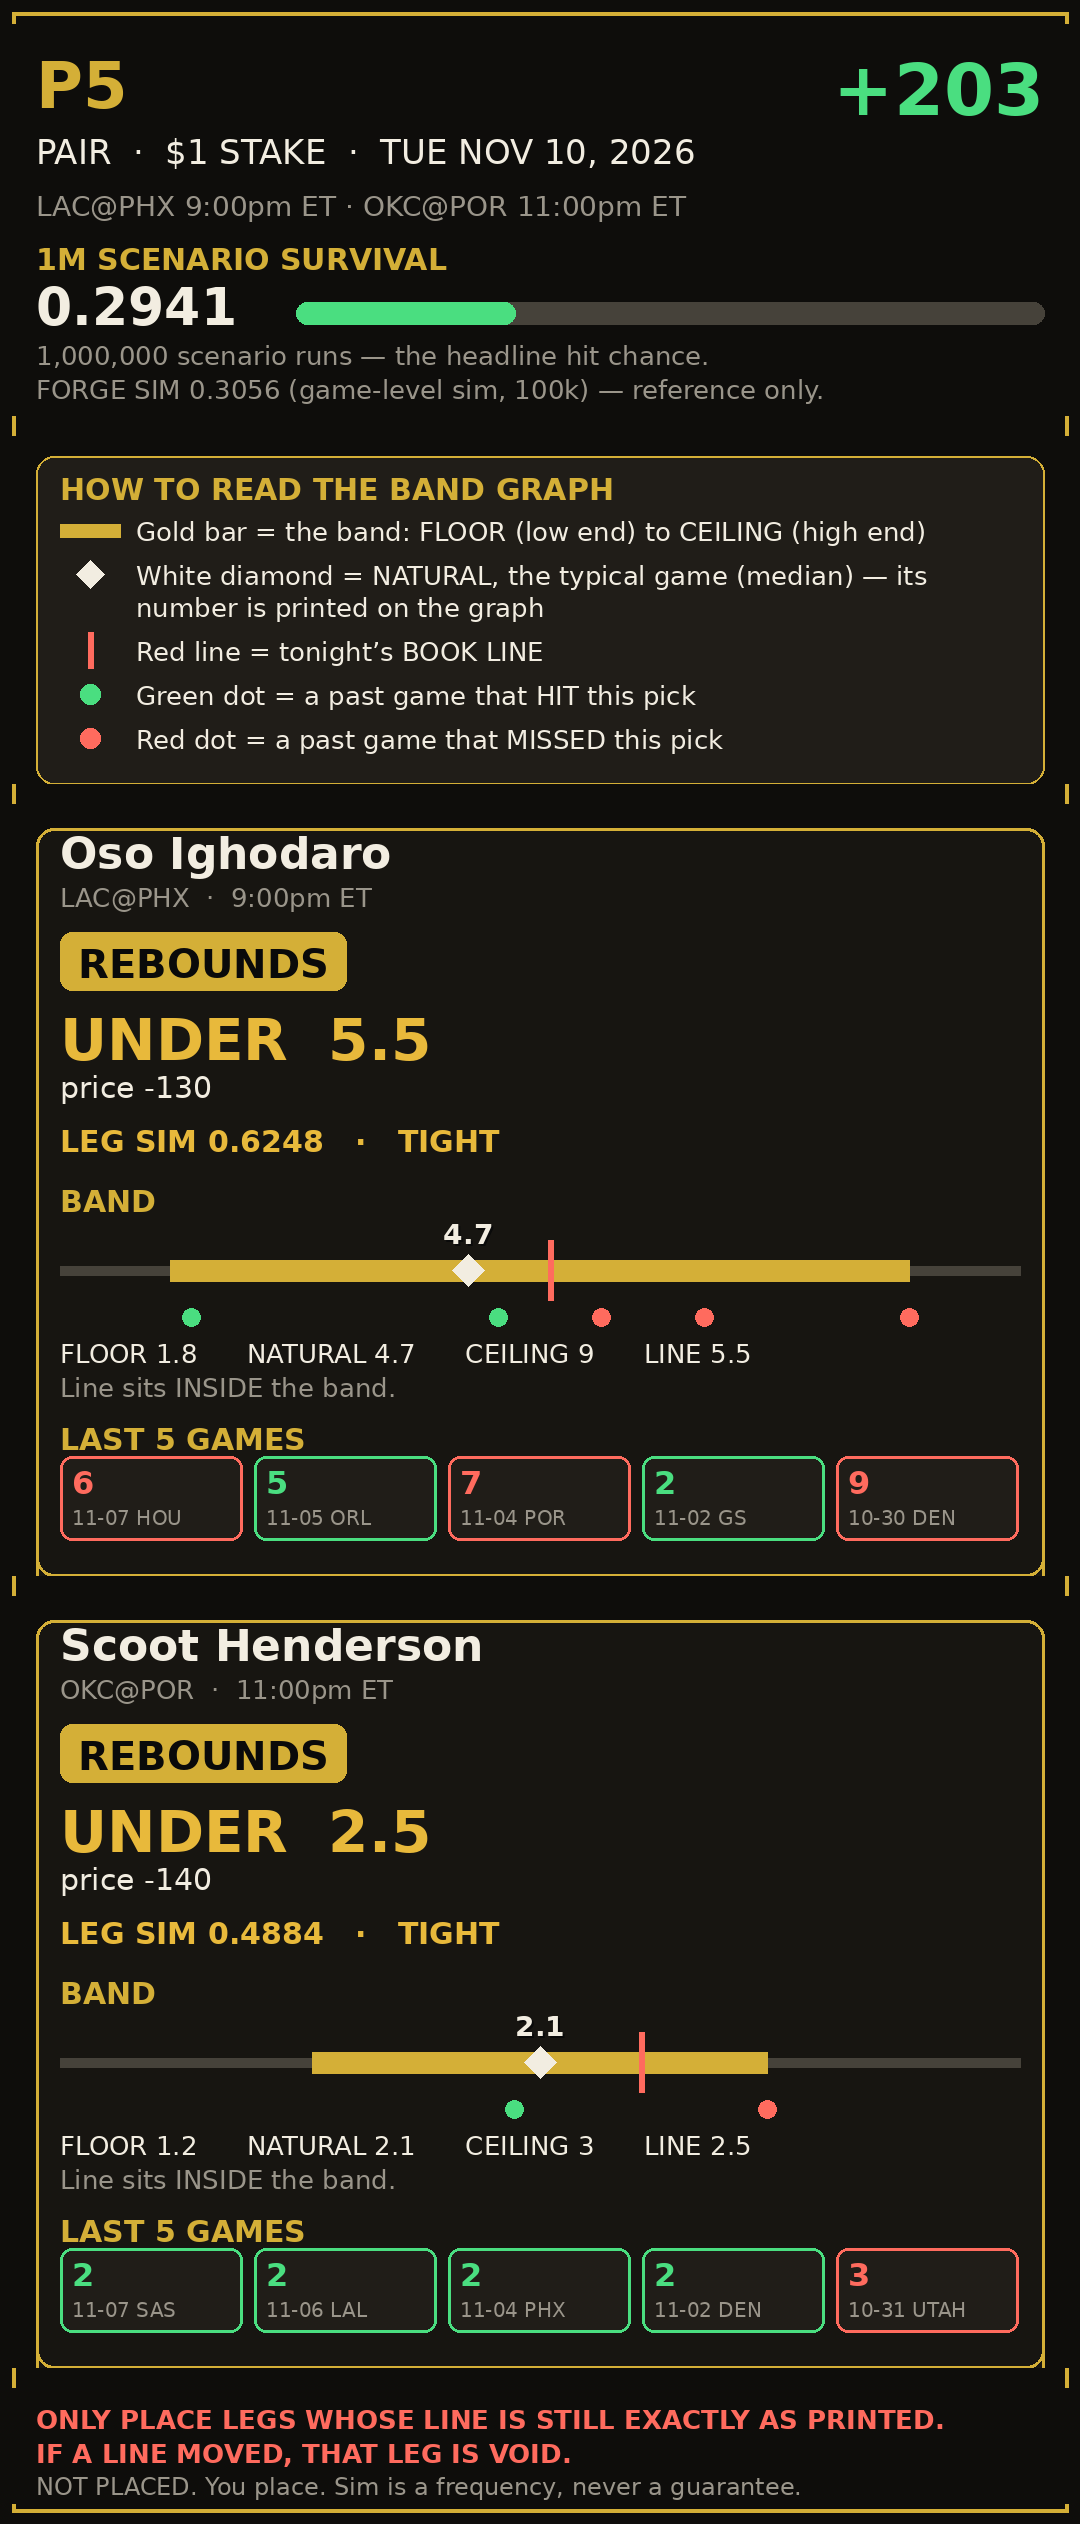 P5
+203
PAIR · $1 STAKE · TUE NOV 10, 2026
LAC@PHX 9:00pm ET · OKC@POR 11:00pm ET
1M SCENARIO SURVIVAL
0.2941
1,000,000 scenario runs — the headline hit chance.
FORGE SIM 0.3056 (game-level sim, 100k) — reference only.
HOW TO READ THE BAND GRAPH
Gold bar = the band: FLOOR (low end) to CEILING (high end)
White diamond = NATURAL, the typical game (median) — its
number is printed on the graph
Red line = tonight’s BOOK LINE
Green dot = a past game that HIT this pick
Red dot = a past game that MISSED this pick
Oso Ighodaro
LAC@PHX · 9:00pm ET
REBOUNDS
UNDER 5.5
price -130
LEG SIM 0.6248 · TIGHT
BAND
4.7
FLOOR 1.8 NATURAL 4.7 CEILING 9 LINE 5.5
Line sits INSIDE the band.
LAST 5 GAMES
6 5 7 2 9
11-07 HOU 11-05 ORL 11-04 POR 11-02 GS 10-30 DEN
Scoot Henderson
OKC@POR · 11:00pm ET
REBOUNDS
UNDER 2.5
price -140
LEG SIM 0.4884 · TIGHT
BAND
2.1
FLOOR 1.2 NATURAL 2.1 CEILING 3 LINE 2.5
Line sits INSIDE the band.
LAST 5 GAMES
2 2 2 2 3
11-07 SAS 11-06 LAL 11-04 PHX 11-02 DEN 10-31 UTAH
ONLY PLACE LEGS WHOSE LINE IS STILL EXACTLY AS PRINTED.
IF A LINE MOVED, THAT LEG IS VOID.
NOT PLACED. You place. Sim is a frequency, never a guarantee.